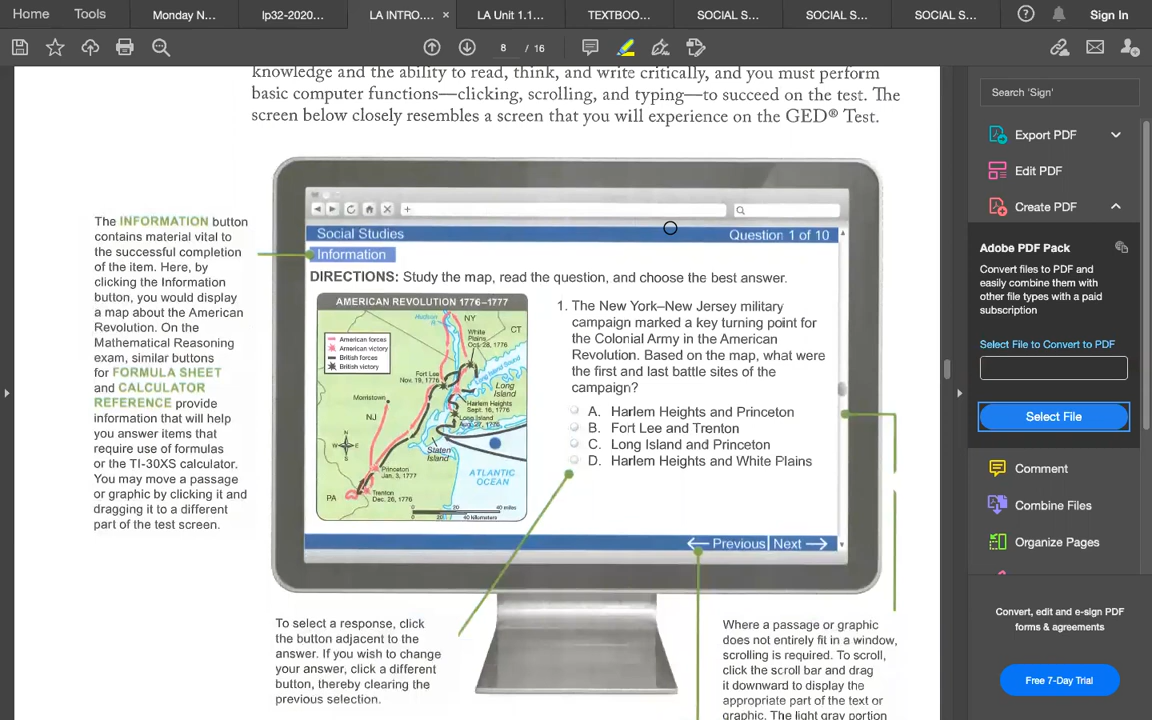 Home Tools Monday N... lp32-2020... LA INTRO.... × LA Unit 1.1... TEXTBOO... SOCIAL S... SOCIAL S... SOCIAL S... Sign In
8 / 16
knowledge and the ability to read, think, and write critically, and you must perform
basic computer functions—clicking, scrolling, and typing—to succeed on the test. The
screen below closely resembles a screen that you will experience on the GED® Test.
The INFORMATION button
contains material vital to
the successful completion
of the item. Here, by
clicking the Information
button, you would display
a map about the American
Revolution. On the
Mathematical Reasoning
exam, similar buttons
for FORMULA SHEET
and CALCULATOR
REFERENCE provide
information that will help
you answer items that
require use of formulas
or the TI-30XS calculator.
You may move a passage
or graphic by clicking it and
dragging it to a different
part of the test screen.
Social Studies Question 1 of 10
Information
DIRECTIONS: Study the map, read the question, and choose the best answer.
AMERICAN REVOLUTION 1776–1777
Hudson
R.
NY
CT
White
Plains
Oct. 28, 1776
American forces
American victory
British forces
British victory
Fort Lee
Nov. 19, 1776
Long Island Sound
Long
Island
Morristown
Harlem Heights
Sept. 16, 1776
Long Island
Aug. 27, 1776
NJ
Staten
Island
Princeton
Jan. 3, 1777
ATLANTIC
OCEAN
PA
Trenton
Dec. 26, 1776
0 20 40 miles
0 20 40 kilometers
1. The New York–New Jersey military
campaign marked a key turning point for
the Colonial Army in the American
Revolution. Based on the map, what were
the first and last battle sites of the
campaign?
A. Harlem Heights and Princeton
B. Fort Lee and Trenton
C. Long Island and Princeton
D. Harlem Heights and White Plains
Previous Next
To select a response, click
the button adjacent to the
answer. If you wish to change
your answer, click a different
button, thereby clearing the
previous selection.
Where a passage or graphic
does not entirely fit in a window,
scrolling is required. To scroll,
click the scroll bar and drag
it downward to display the
appropriate part of the text or
graphic. The light gray portion
Search 'Sign'
Export PDF
Edit PDF
Create PDF
Adobe PDF Pack
Convert files to PDF and
easily combine them with
other file types with a paid
subscription
Select File to Convert to PDF
Select File
Comment
Combine Files
Organize Pages
Convert, edit and e-sign PDF
forms & agreements
Free 7-Day Trial